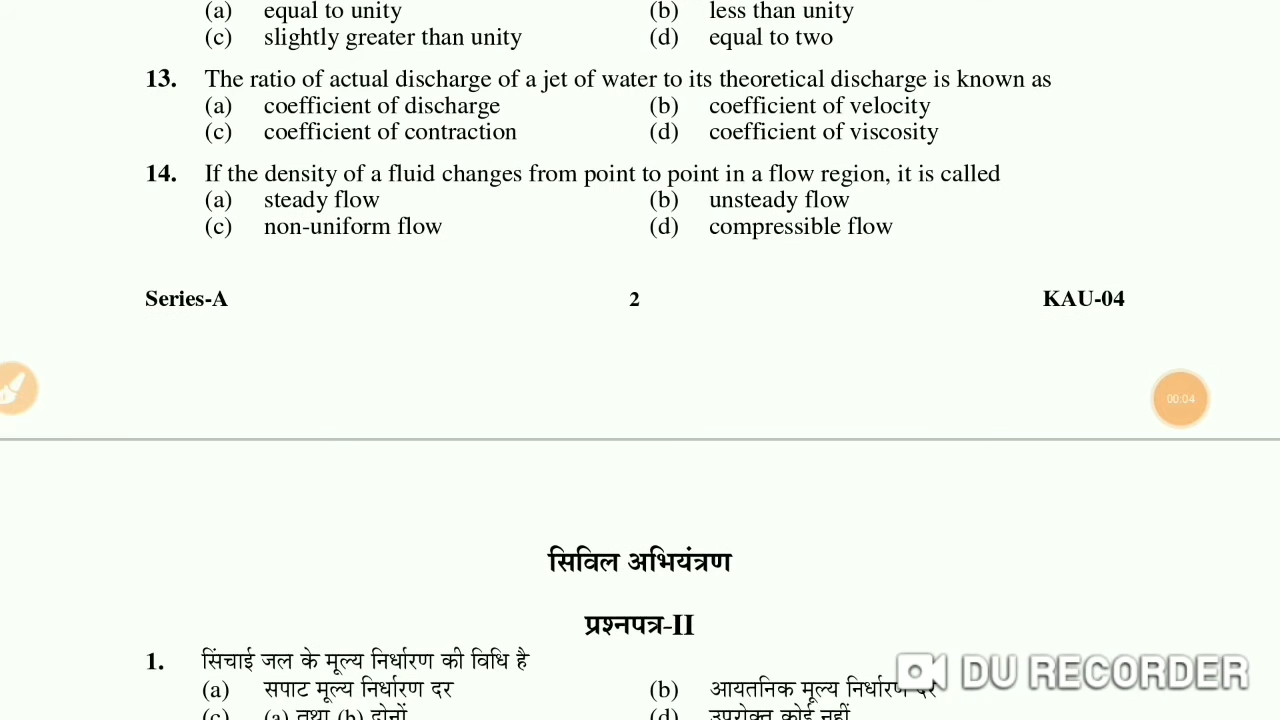 (a) equal to unity (b) less than unity
(c) slightly greater than unity (d) equal to two
13. The ratio of actual discharge of a jet of water to its theoretical discharge is known as
(a) coefficient of discharge (b) coefficient of velocity
(c) coefficient of contraction (d) coefficient of viscosity
14. If the density of a fluid changes from point to point in a flow region, it is called
(a) steady flow (b) unsteady flow
(c) non-uniform flow (d) compressible flow
Series-A 2 KAU-04
00:04
सिविल अभियंत्रण
प्रश्नपत्र-II
1. सिंचाई जल के मूल्य निर्धारण की विधि है
(a) सपाट मूल्य निर्धारण दर (b) आयतनिक मूल्य निर्धारण दर
(c) (a) तथा (b) दोनों (d) उपरोक्त कोई नहीं
DU RECORDER